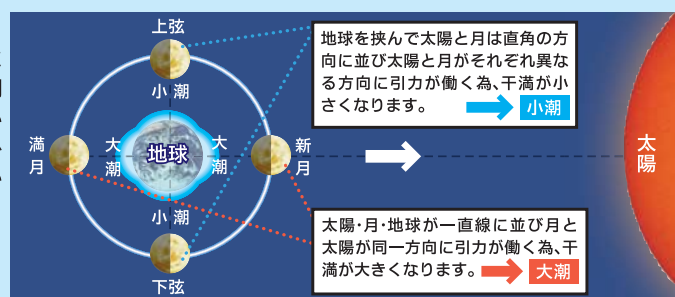 上弦
小潮
満月
大潮
地球
大潮
新月
小潮
下弦
地球を挟んで太陽と月は直角の方
向に並び太陽と月がそれぞれ異な
る方向に引力が働く為、干満が小
さくなります。
小潮
太陽・月・地球が一直線に並び月と
太陽が同一方向に引力が働く為、干
満が大きくなります。
大潮
太陽